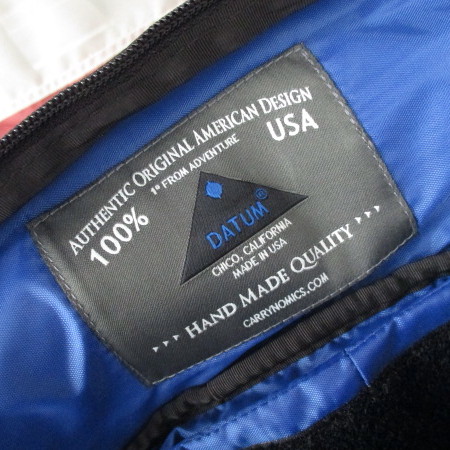 AUTHENTIC ORIGINAL AMERICAN DESIGN
100% 1° FROM ADVENTURE USA
DATUM®
CHICO, CALIFORNIA
MADE IN USA
HAND MADE QUALITY
CARRYNOMICS.COM